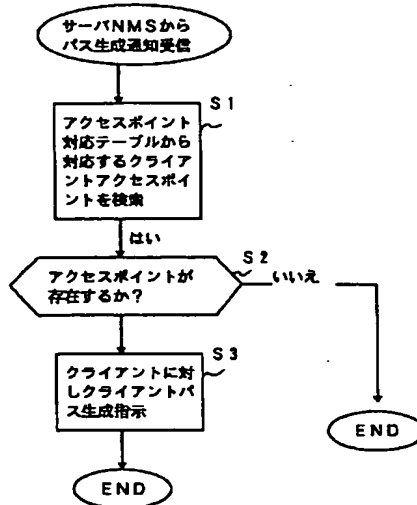 サーバNMSから
パス生成通知受信
S1
アクセスポイント
対応テーブルから
対応するクライ
アントアクセスポイ
ントを検索
はい
S2
アクセスポイントが
存在するか?
いいえ
S3
クライアントに対
しクライアントパ
ス生成指示
END
END